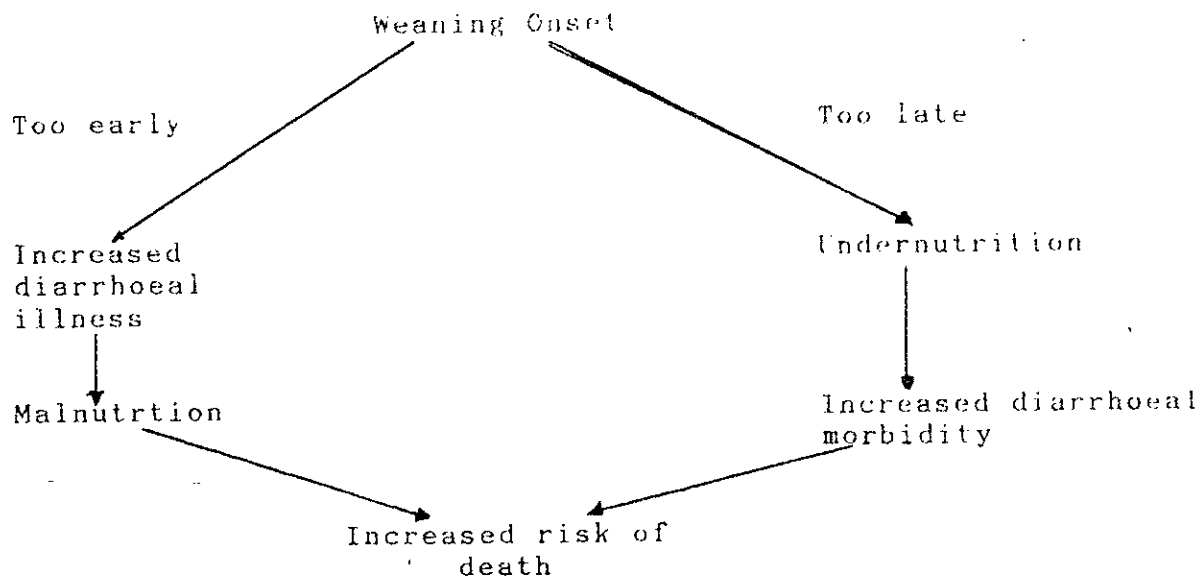 Weaning Onset
Too early
Too late
Increased
diarrhoeal
illness
Undernutrition
Malnutrtion
Increased diarrhoeal
morbidity
Increased risk of
death